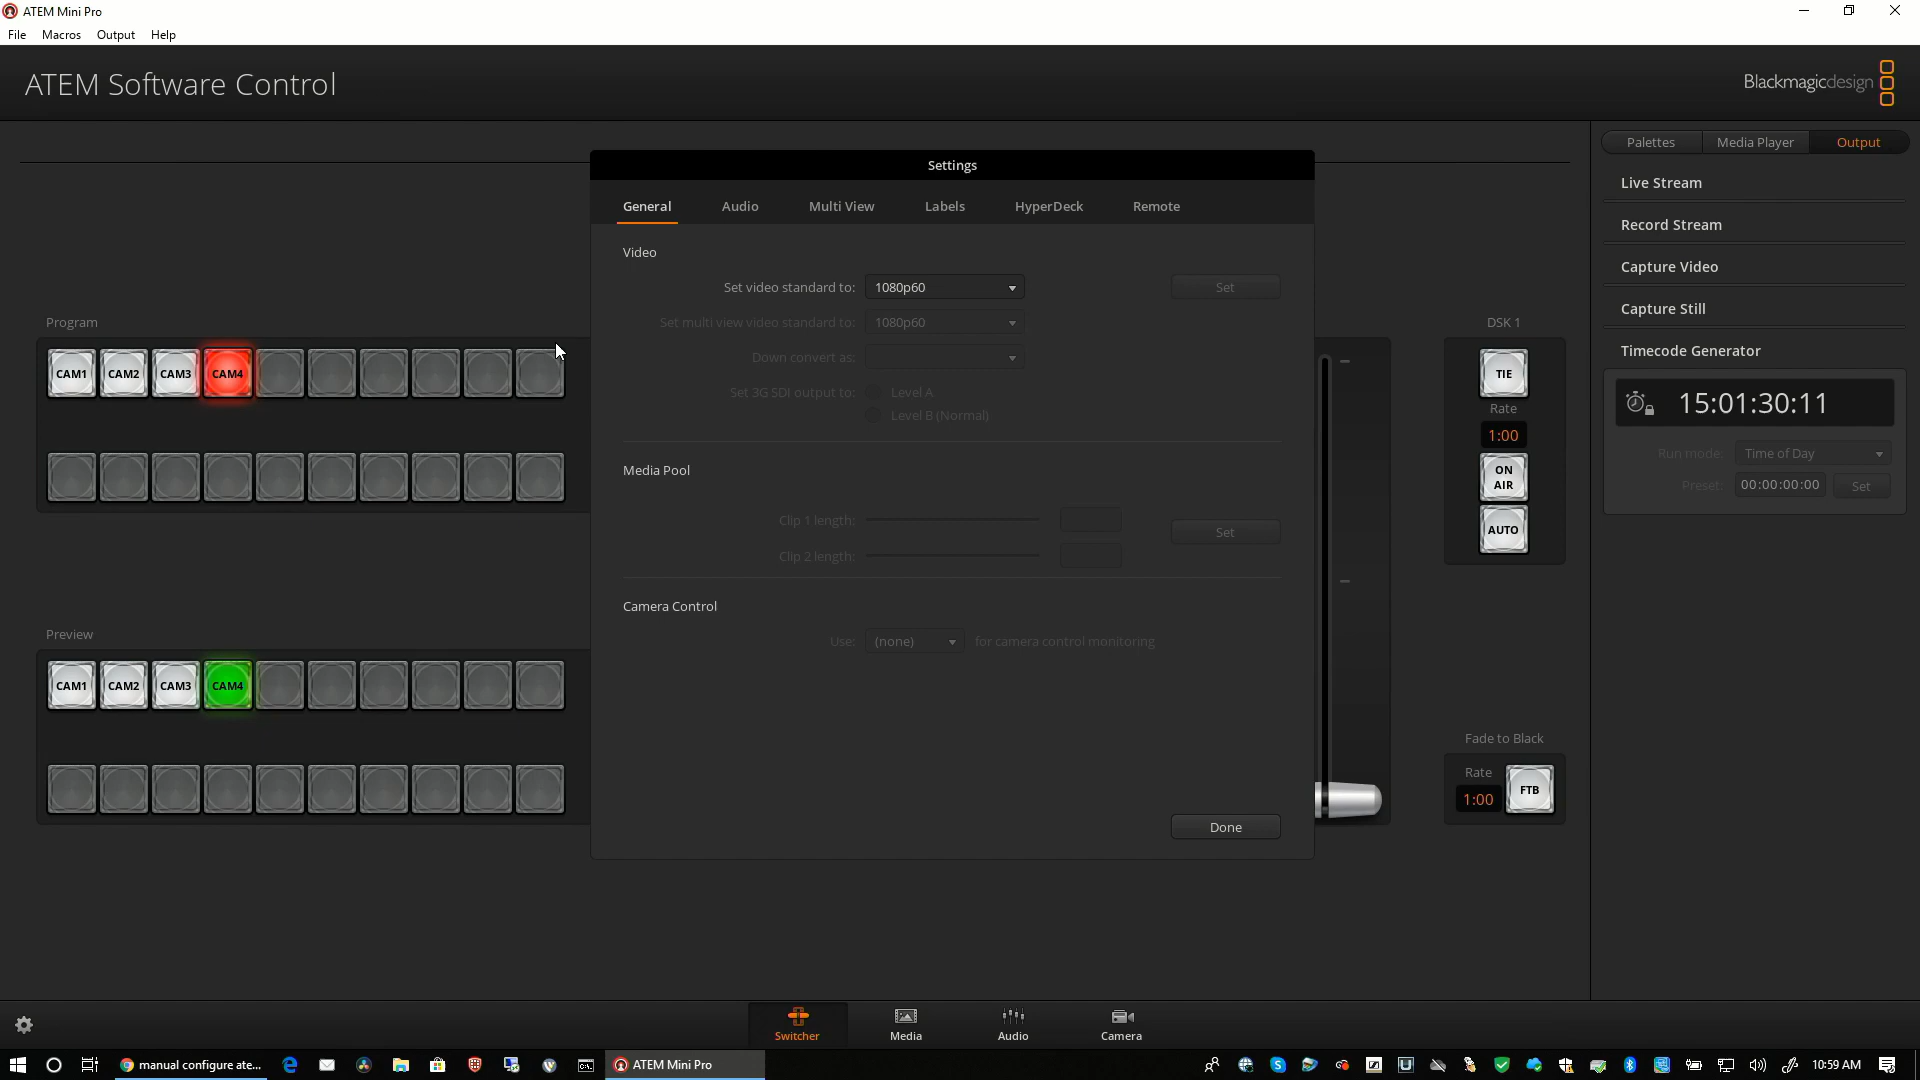 ATEM Mini Pro
File Macros Output Help
ATEM Software Control
Blackmagicdesign
Palettes Media Player Output
Settings
General Audio Multi View Labels HyperDeck Remote
Live Stream
Record Stream
Capture Video
Capture Still
Timecode Generator
15:01:30:11
Run mode: Time of Day
Preset: 00:00:00:00 Set
Video
Set video standard to: 1080p60 Set
Set multi view video standard to: 1080p60
Down convert as:
Set 3G SDI output to: Level A
Level B (Normal)
Media Pool
Clip 1 length:
Set
Clip 2 length:
Camera Control
Use: (none) for camera control monitoring
Done
Program
CAM1 CAM2 CAM3 CAM4
Preview
CAM1 CAM2 CAM3 CAM4
DSK 1
TIE
Rate
1:00
ON
AIR
AUTO
Fade to Black
Rate
1:00
FTB
Switcher Media Audio Camera
manual configure ate... ATEM Mini Pro 10:59 AM